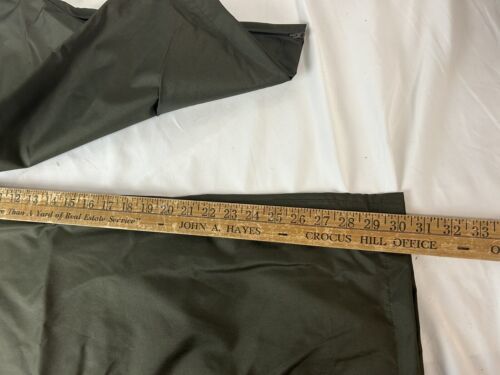 13 14 15 16 17 18 19 20 21 22 23 24 25 26 27 28 29 30 31 32 33
Than A Yard of Real Estate Service" – JOHN A. HAYES – CROCUS HILL OFFICE –